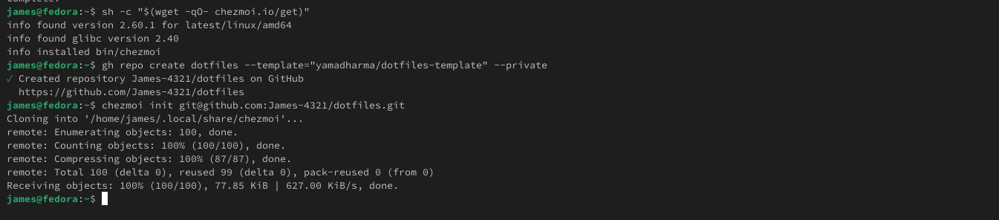 james@fedora:~$ sh -c "$(wget -qO- chezmoi.io/get)"
info found version 2.60.1 for latest/linux/amd64
info found glibc version 2.40
info installed bin/chezmoi
james@fedora:~$ gh repo create dotfiles --template="yamadharma/dotfiles-template" --private
✓ Created repository James-4321/dotfiles on GitHub
  https://github.com/James-4321/dotfiles
james@fedora:~$ chezmoi init git@github.com:James-4321/dotfiles.git
Cloning into '/home/james/.local/share/chezmoi'...
remote: Enumerating objects: 100, done.
remote: Counting objects: 100% (100/100), done.
remote: Compressing objects: 100% (87/87), done.
remote: Total 100 (delta 0), reused 99 (delta 0), pack-reused 0 (from 0)
Receiving objects: 100% (100/100), 77.85 KiB | 627.00 KiB/s, done.
james@fedora:~$